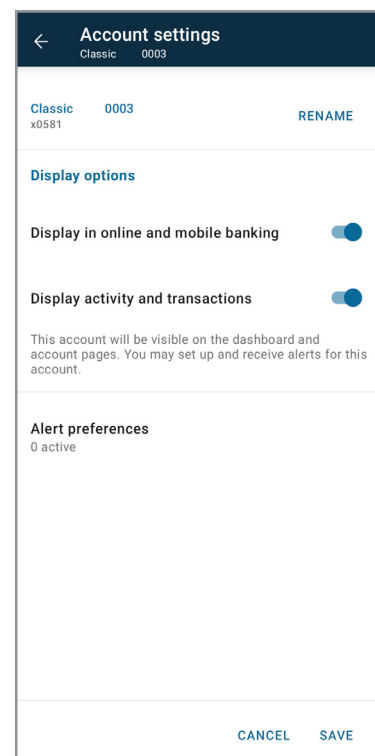 Account settings
Classic 0003
Classic 0003
x0581
RENAME
Display options
Display in online and mobile banking
Display activity and transactions
This account will be visible on the dashboard and
account pages. You may set up and receive alerts for this
account.
Alert preferences
0 active
CANCEL SAVE